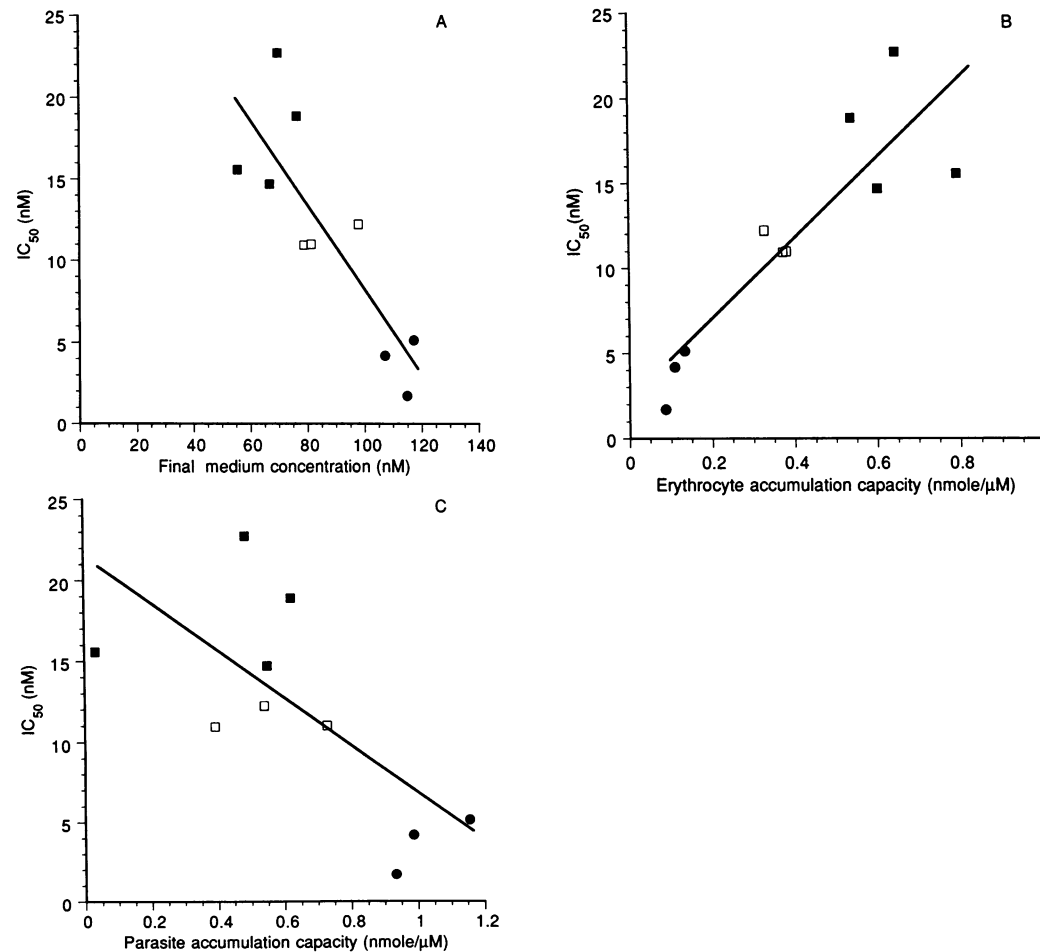 A
25
20
15
10
5
0
IC50 (nM)
0 20 40 60 80 100 120 140
Final medium concentration (nM)
B
25
20
15
10
5
0
IC50(nM)
0 0.2 0.4 0.6 0.8
Erythrocyte accumulation capacity (nmole/μM)
C
25
20
15
10
5
0
IC50 (nM)
0 0.2 0.4 0.6 0.8 1 1.2
Parasite accumulation capacity (nmole/μM)